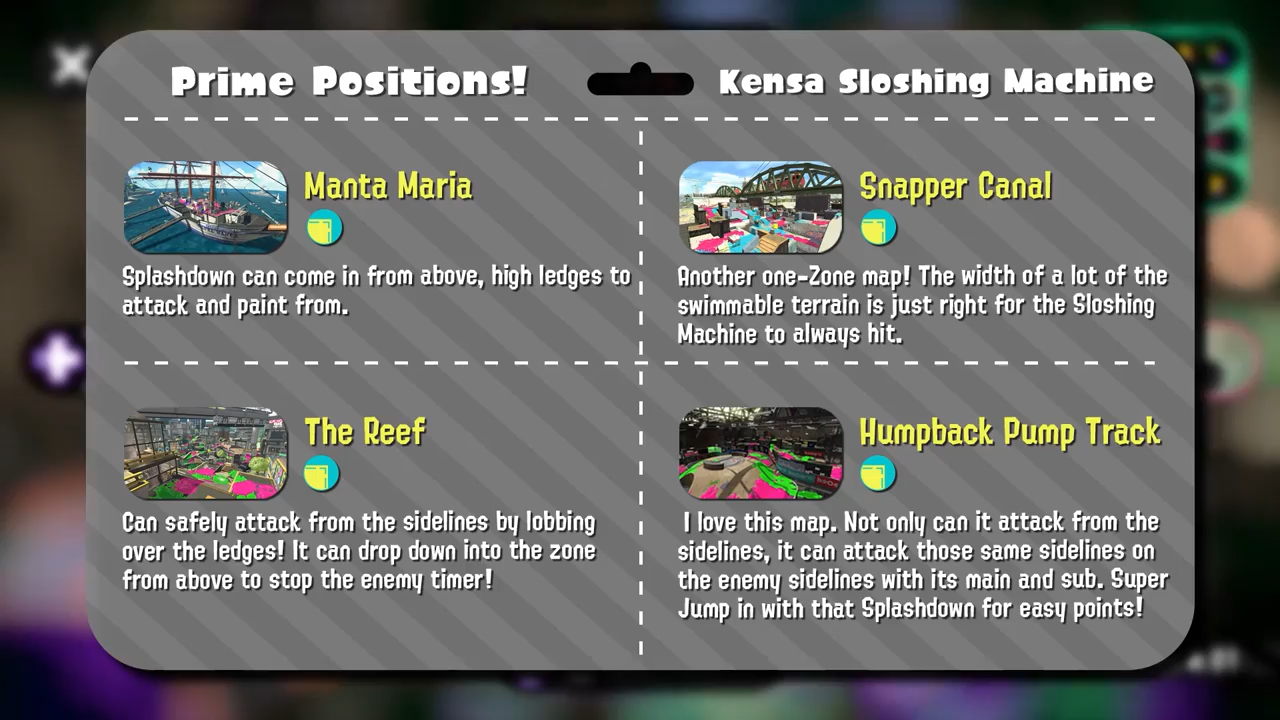 Prime Positions!
Kensa Sloshing Machine
Manta Maria
Splashdown can come in from above, high ledges to
attack and paint from.
Snapper Canal
Another one-Zone map! The width of a lot of the
swimmable terrain is just right for the Sloshing
Machine to always hit.
The Reef
Can safely attack from the sidelines by lobbing
over the ledges! It can drop down into the zone
from above to stop the enemy timer!
Humpback Pump Track
I love this map. Not only can it attack from the
sidelines, it can attack those same sidelines on
the enemy sidelines with its main and sub. Super
Jump in with that Splashdown for easy points!